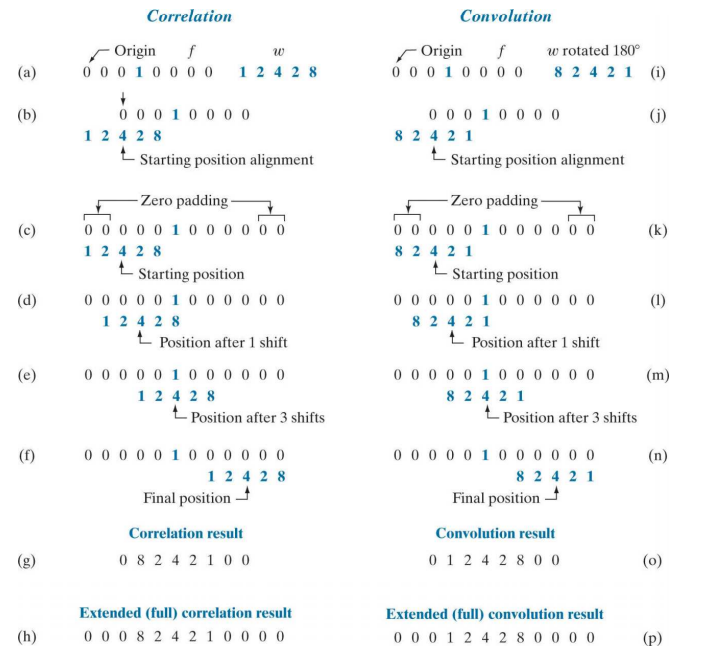 Correlation Convolution
Origin f w Origin f w rotated 180°
(a) 0 0 0 1 0 0 0 0 1 2 4 2 8 0 0 0 1 0 0 0 0 8 2 4 2 1 (i)
(b) 0 0 0 1 0 0 0 0 0 0 0 1 0 0 0 0 (j)
1 2 4 2 8 8 2 4 2 1
Starting position alignment Starting position alignment
Zero padding Zero padding
(c) 0 0 0 0 0 1 0 0 0 0 0 0 0 0 0 0 0 1 0 0 0 0 0 0 (k)
1 2 4 2 8 8 2 4 2 1
Starting position Starting position
(d) 0 0 0 0 0 1 0 0 0 0 0 0 0 0 0 0 0 1 0 0 0 0 0 0 (l)
1 2 4 2 8 8 2 4 2 1
Position after 1 shift Position after 1 shift
(e) 0 0 0 0 0 1 0 0 0 0 0 0 0 0 0 0 0 1 0 0 0 0 0 0 (m)
1 2 4 2 8 8 2 4 2 1
Position after 3 shifts Position after 3 shifts
(f) 0 0 0 0 0 1 0 0 0 0 0 0 0 0 0 0 0 1 0 0 0 0 0 0 (n)
1 2 4 2 8 8 2 4 2 1
Final position Final position
Correlation result Convolution result
(g) 0 8 2 4 2 1 0 0 0 1 2 4 2 8 0 0 (o)
Extended (full) correlation result Extended (full) convolution result
(h) 0 0 0 8 2 4 2 1 0 0 0 0 0 0 0 1 2 4 2 8 0 0 0 0 (p)